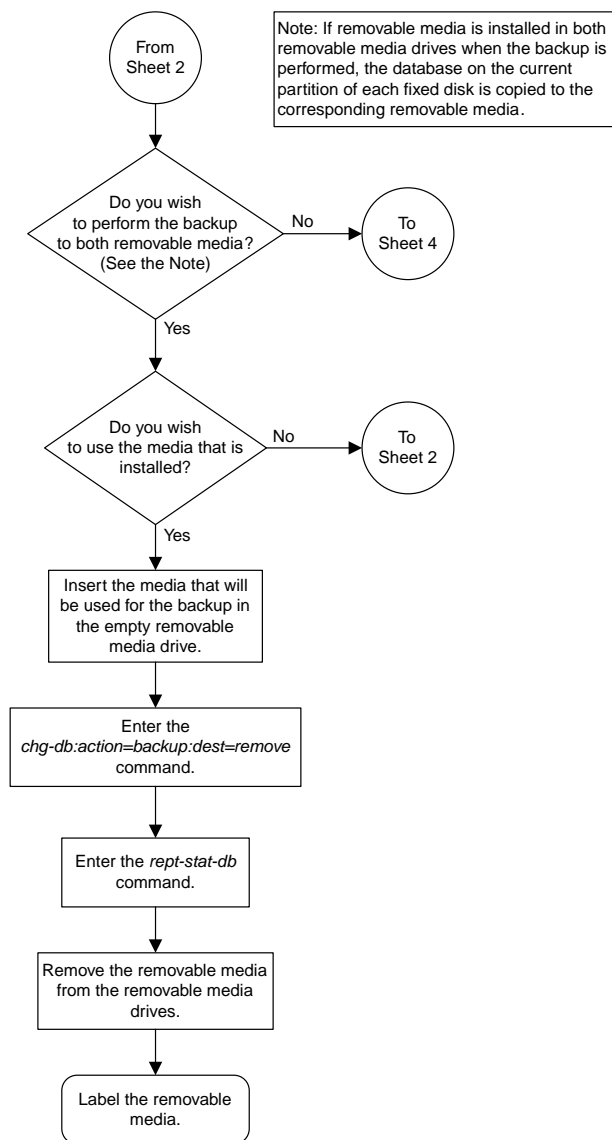 From
Sheet 2
Note: If removable media is installed in both
removable media drives when the backup is
performed, the database on the current
partition of each fixed disk is copied to the
corresponding removable media.
Do you wish
to perform the backup
to both removable media?
(See the Note)
No
To
Sheet 4
Yes
Do you wish
to use the media that is
installed?
No
To
Sheet 2
Yes
Insert the media that will
be used for the backup in
the empty removable
media drive.
Enter the
chg-db:action=backup:dest=remove
command.
Enter the rept-stat-db
command.
Remove the removable media
from the removable media
drives.
Label the removable
media.